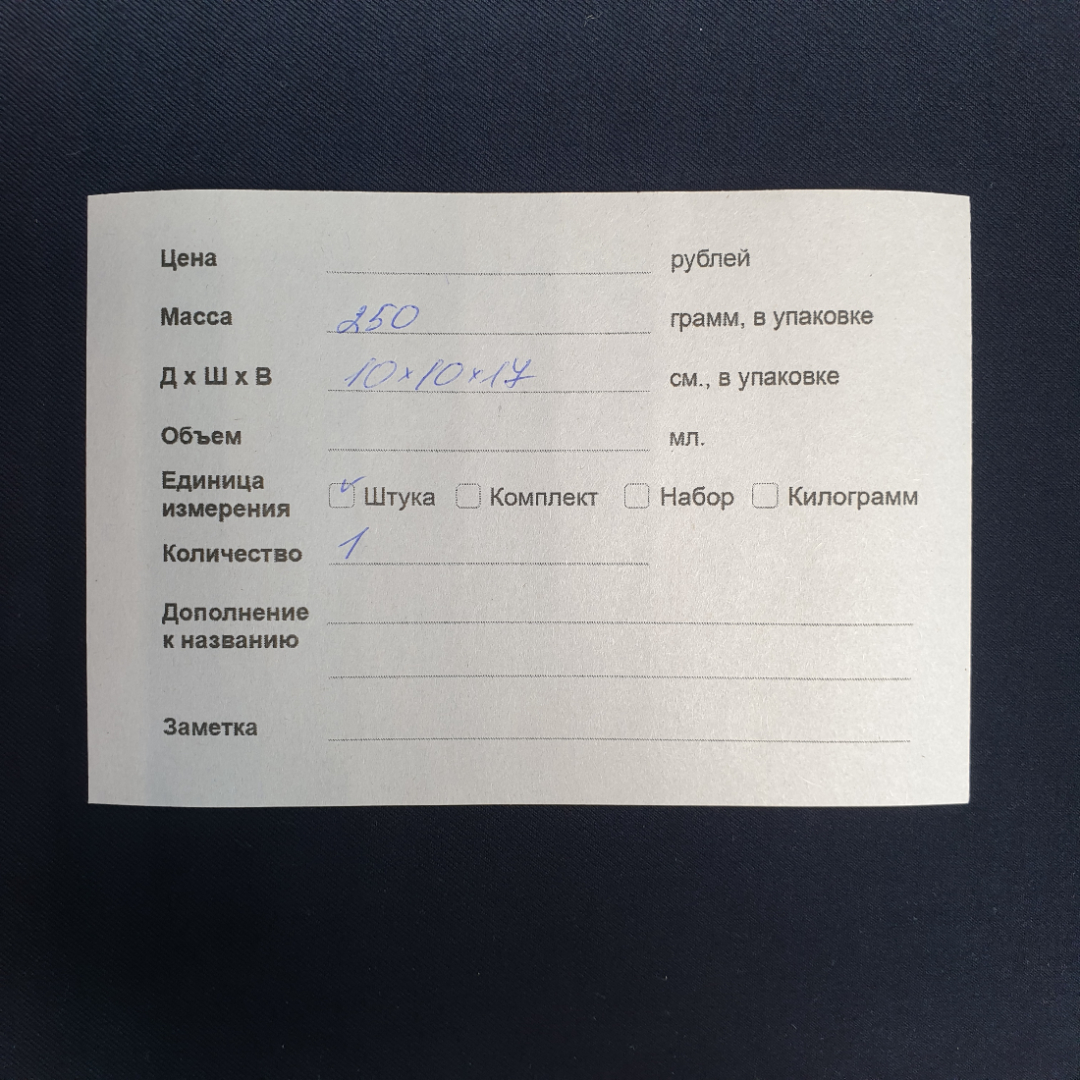 Цена рублей
Масса 250 грамм, в упаковке
Д х Ш х В 10×10×17 см., в упаковке
Объем мл.
Единица
измерения Штука Комплект Набор Килограмм
Количество 1
Дополнение
к названию
Заметка